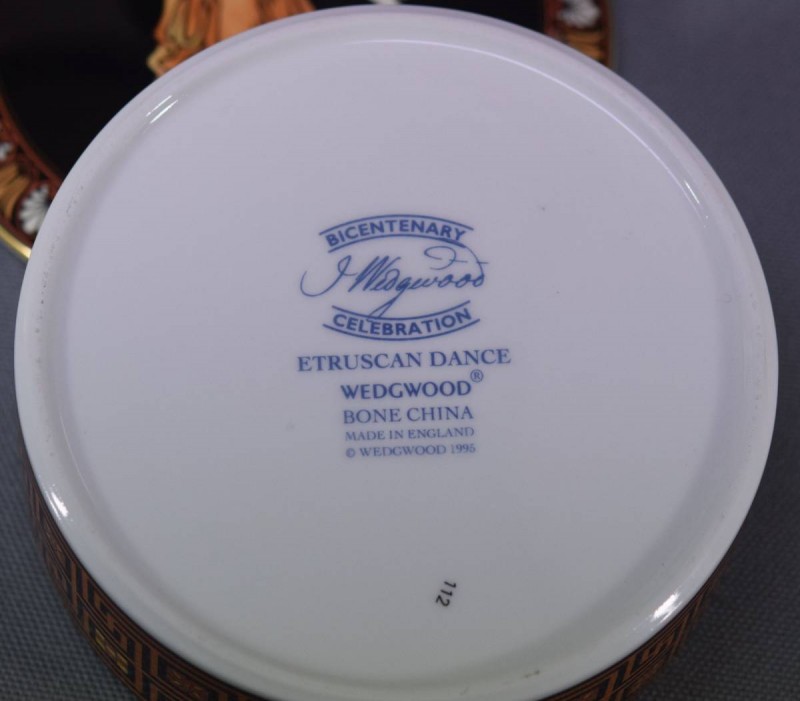 BICENTENARY
J Wedgwood
CELEBRATION
ETRUSCAN DANCE
WEDGWOOD®
BONE CHINA
MADE IN ENGLAND
© WEDGWOOD 1995
112